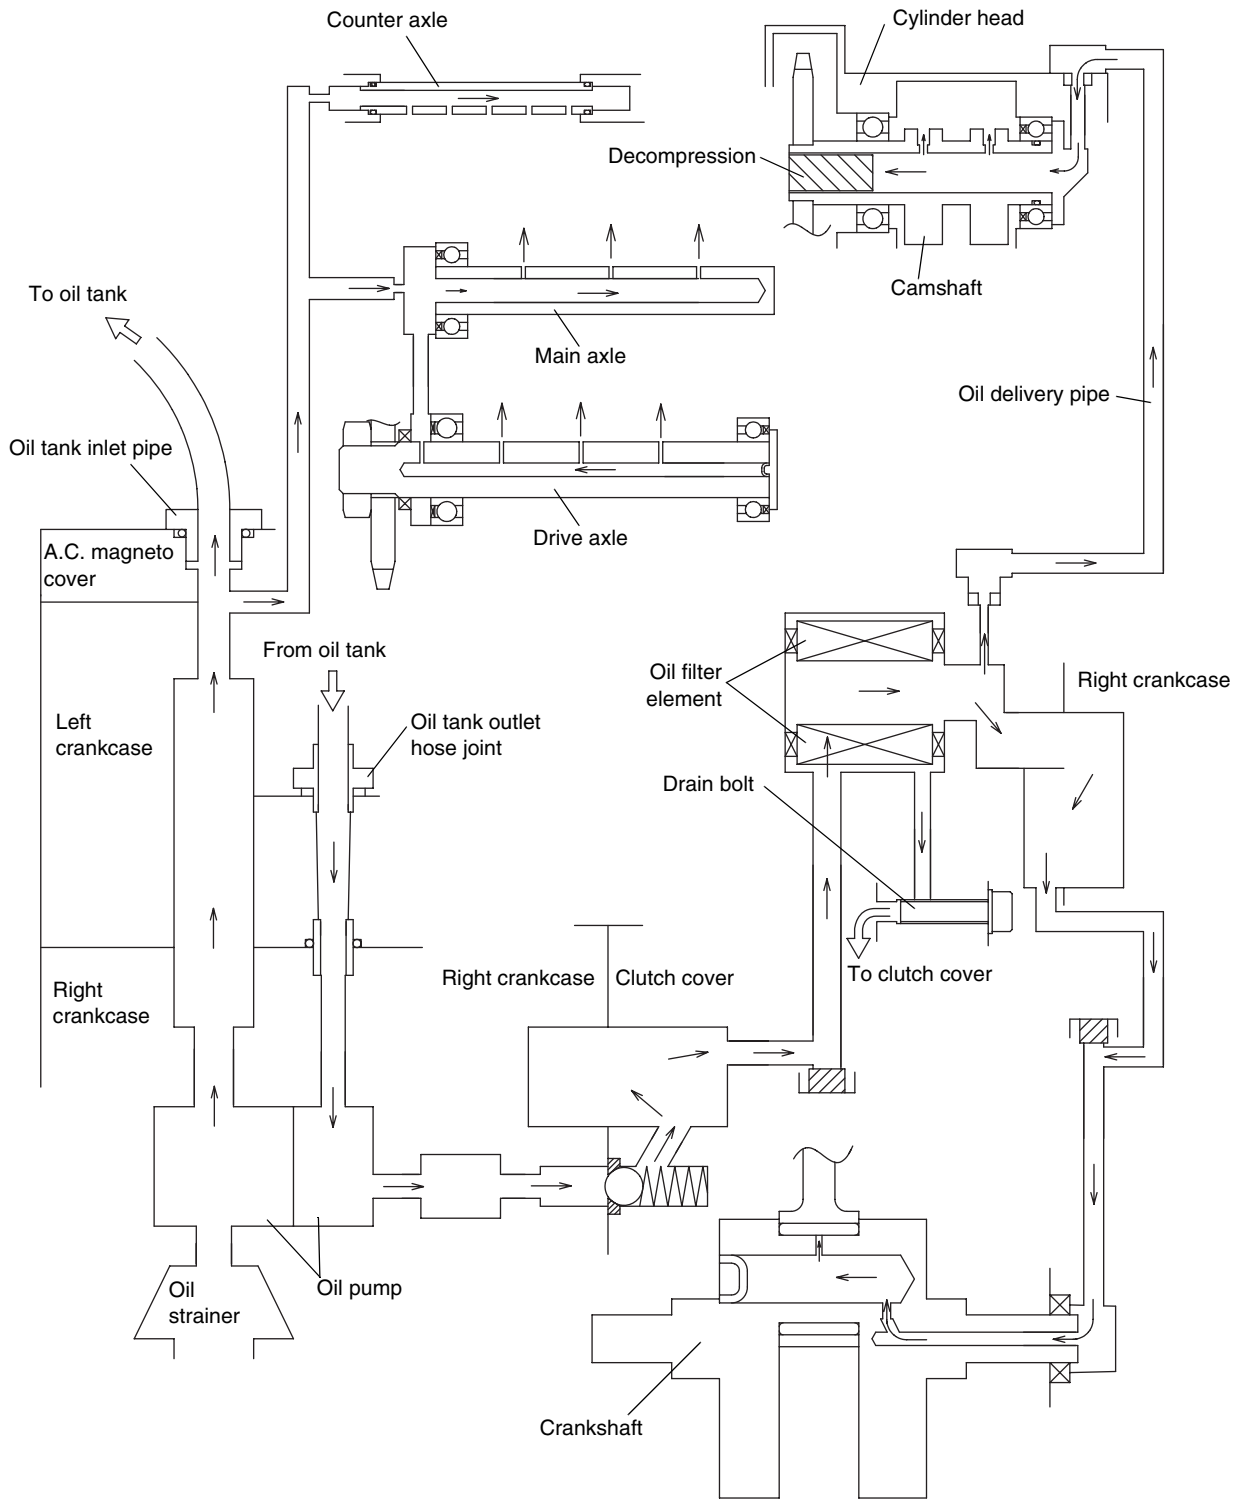 Counter axle
Cylinder head
Decompression
Camshaft
To oil tank
Main axle
Oil delivery pipe
Oil tank inlet pipe
Drive axle
A.C. magneto
cover
From oil tank
Oil filter
element
Right crankcase
Left
crankcase
Oil tank outlet
hose joint
Drain bolt
To clutch cover
Right crankcase
Clutch cover
Right
crankcase
Oil
strainer
Oil pump
Crankshaft